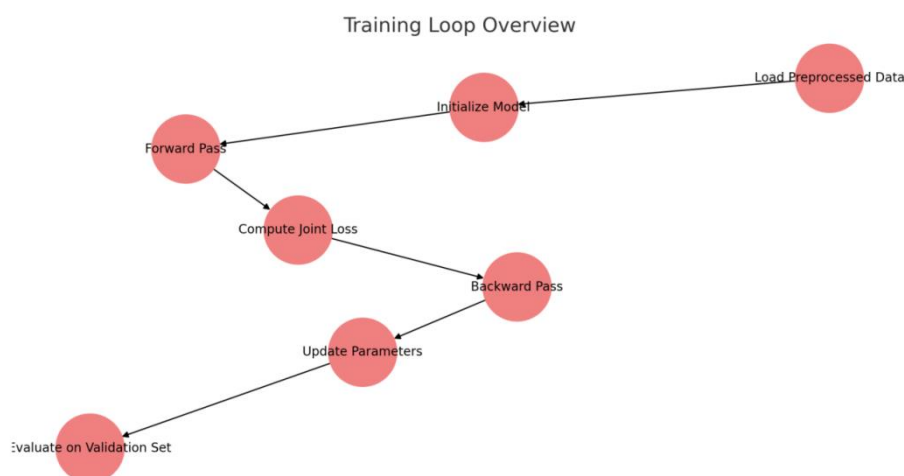 Training Loop Overview
Load Preprocessed Data
Initialize Model
Forward Pass
Compute Joint Loss
Backward Pass
Update Parameters
Evaluate on Validation Set